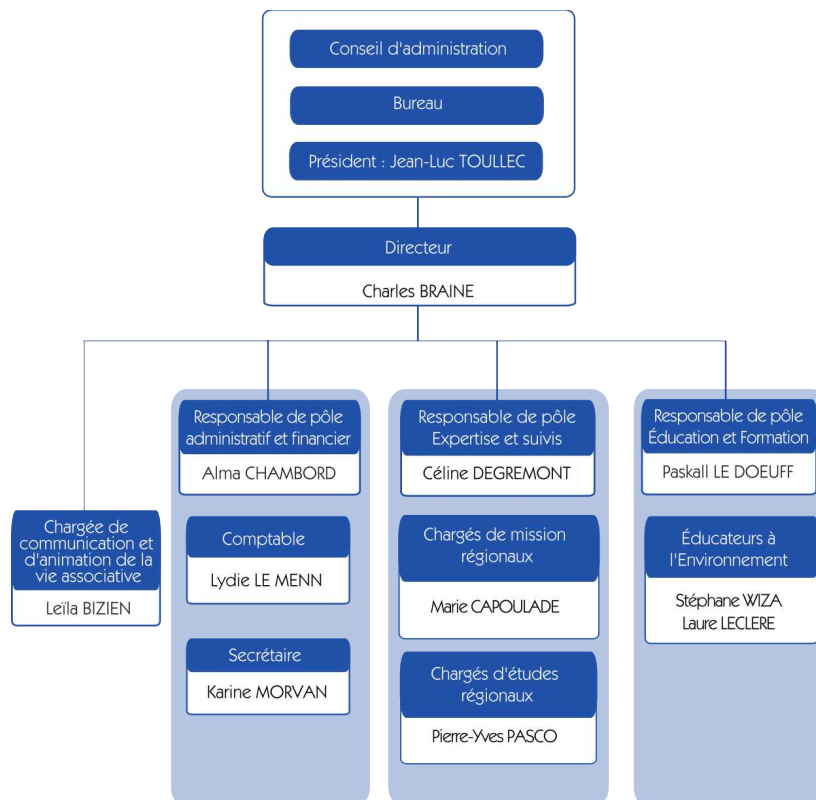 Conseil d'administration
Bureau
Président : Jean-Luc TOULLEC
Directeur
Charles BRAINE
Chargée de
communication et
d'animation de la
vie associative
Leïla BIZIEN
Responsable de pôle
administratif et financier
Alma CHAMBORD
Comptable
Lydie LE MENN
Secrétaire
Karine MORVAN
Responsable de pôle
Expertise et suivis
Céline DEGREMONT
Chargés de mission
régionaux
Marie CAPOULADE
Chargés d'études
régionaux
Pierre-Yves PASCO
Responsable de pôle
Éducation et Formation
Paskall LE DOEUFF
Éducateurs à
l'Environnement
Stéphane WIZA
Laure LECLERE